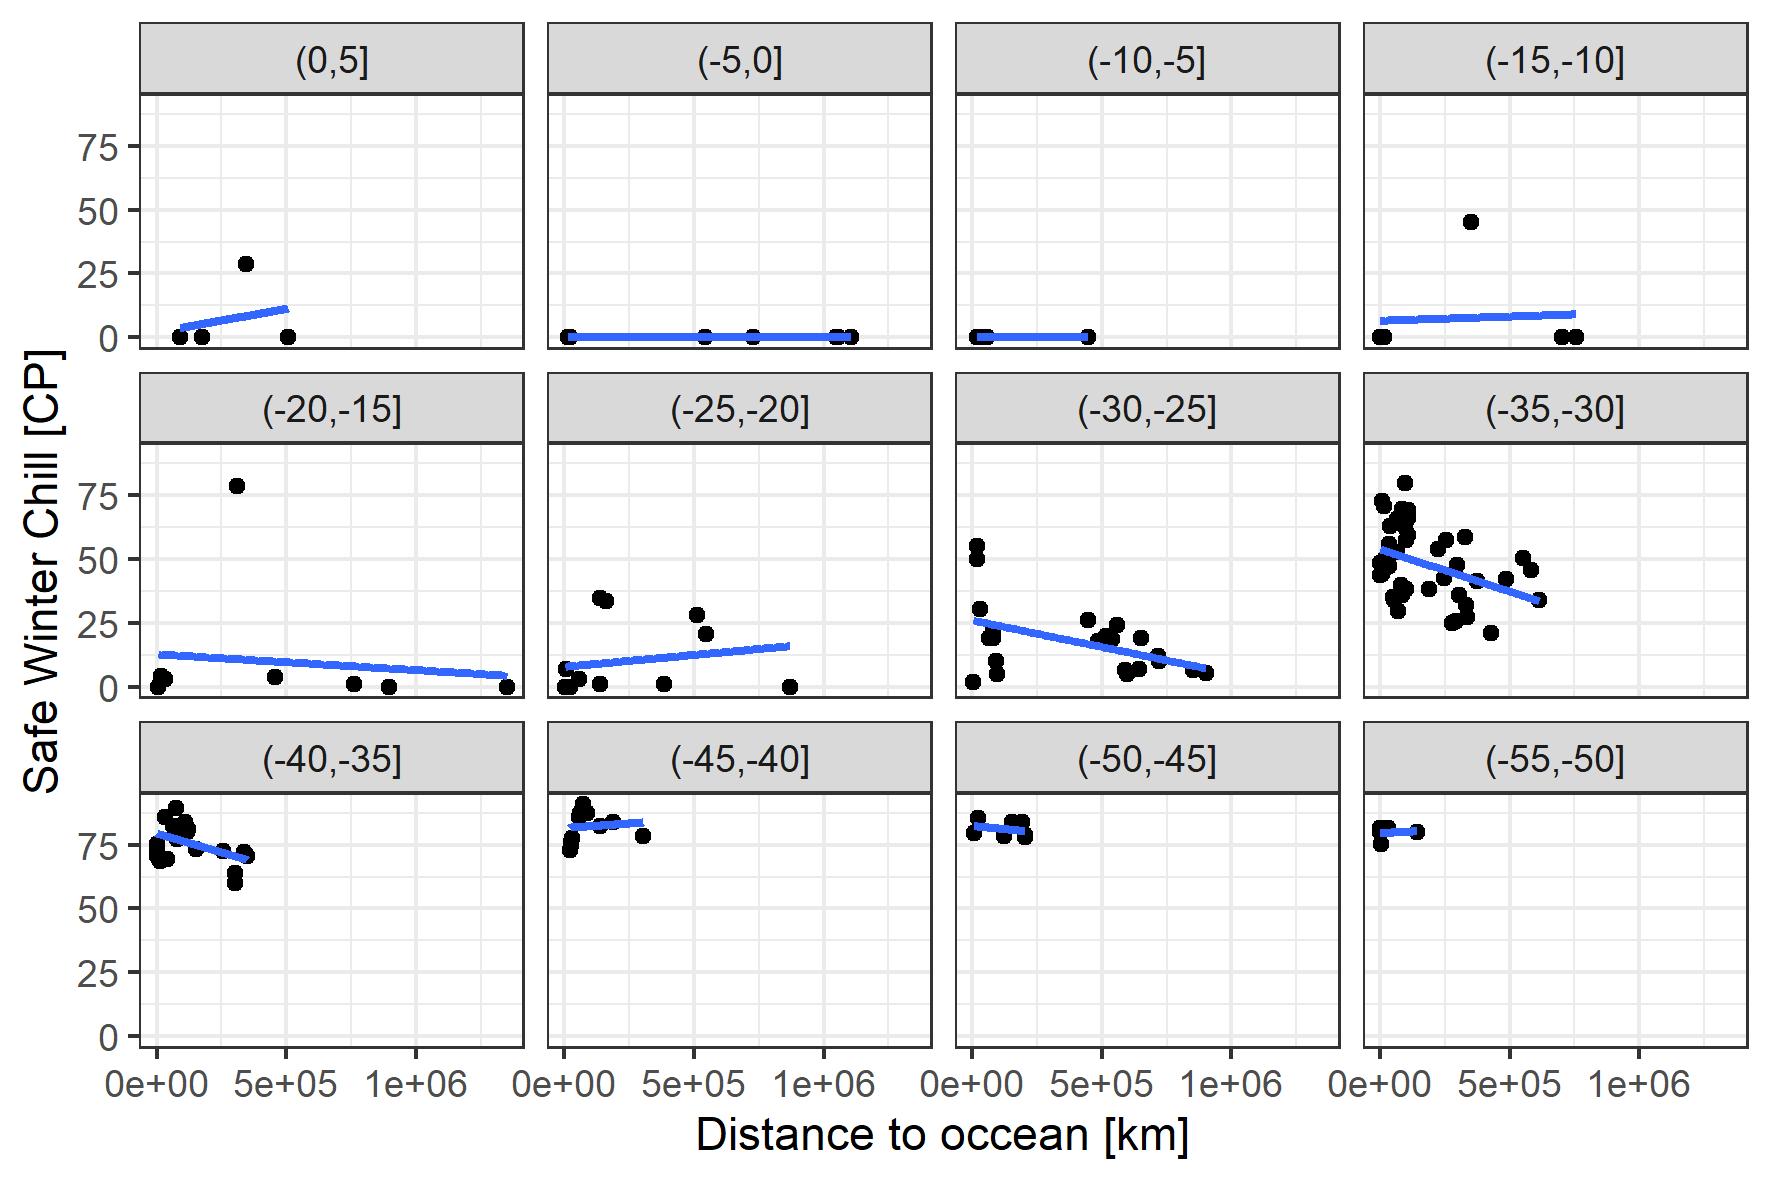 (0,5] (-5,0] (-10,-5] (-15,-10]
75
50
25
0
(-20,-15] (-25,-20] (-30,-25] (-35,-30]
75
50
25
0
(-40,-35] (-45,-40] (-50,-45] (-55,-50]
75
50
25
0
0e+00 5e+05 1e+06 0e+00 5e+05 1e+06 0e+00 5e+05 1e+06 0e+00 5e+05 1e+06
Distance to occean [km]
Safe Winter Chill [CP]